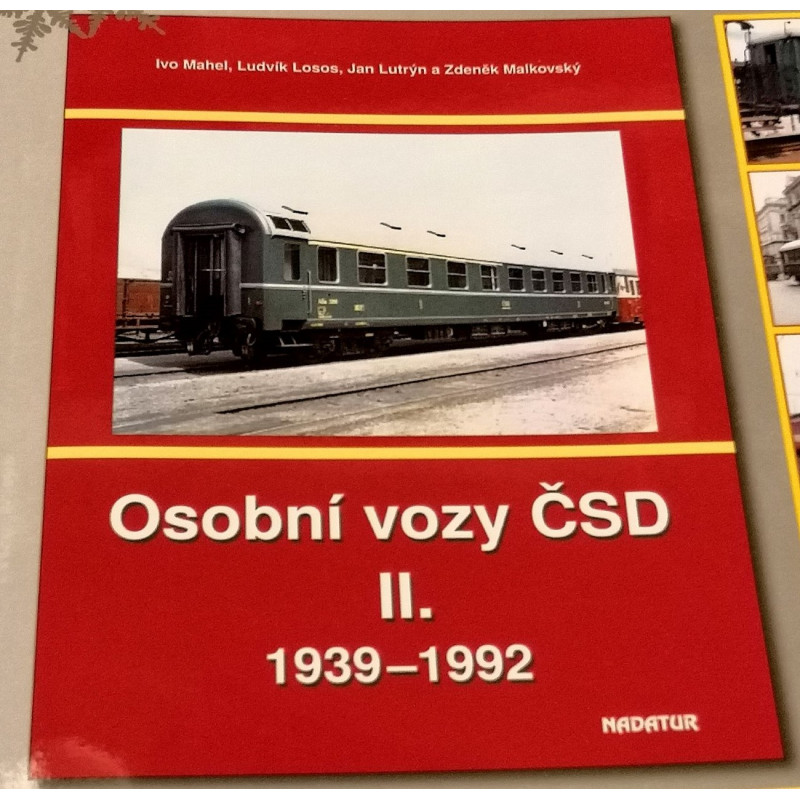 Ivo Mahel, Ludvík Losos, Jan Lutrýn a Zdeněk Malkovský
Osobní vozy ČSD
II.
1939–1992
NADATUR